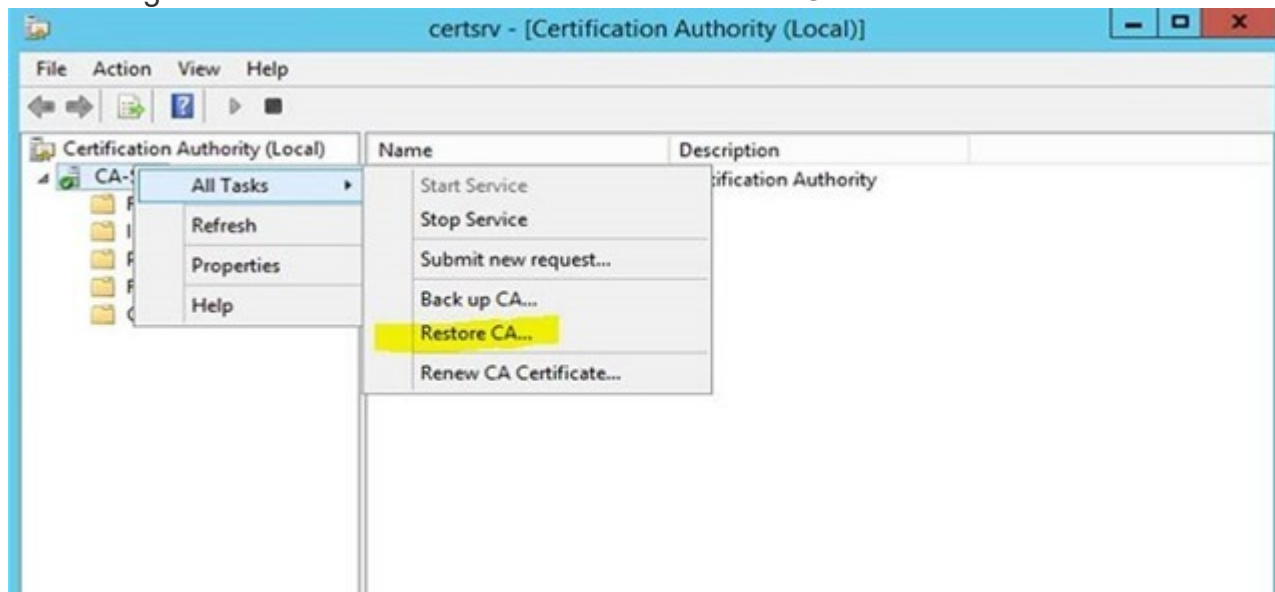 certsrv - [Certification Authority (Local)]
File Action View Help
Certification Authority (Local)
Name Description
CA-
All Tasks
Refresh
Properties
Help
Start Service
Stop Service
Submit new request...
Back up CA...
Restore CA...
Renew CA Certificate...
tification Authority